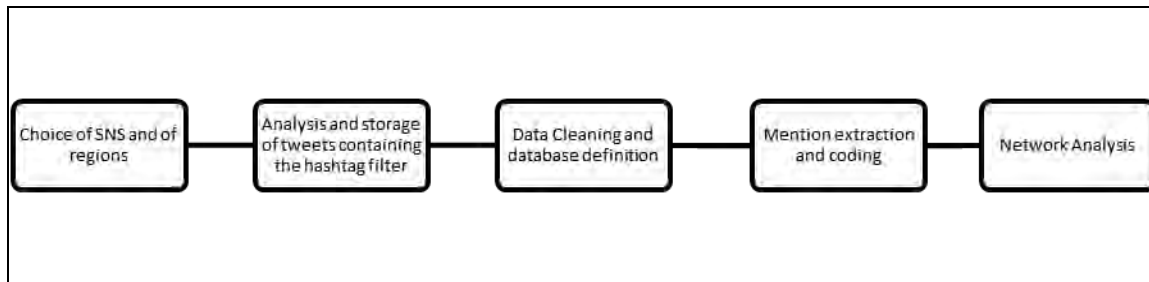 Choice of SNS and of
regions
Analysis and storage
of tweets containing
the hashtag filter
Data Cleaning and
database definition
Mention extraction
and coding
Network Analysis